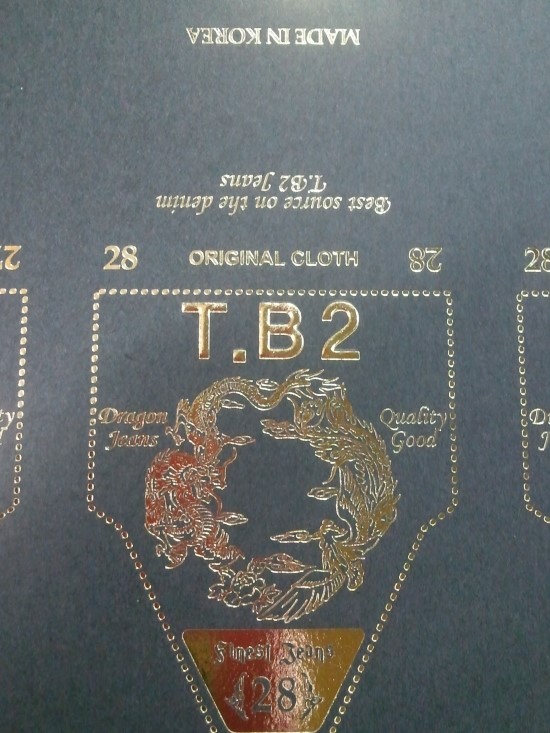 MADE IN KOREA
Best source on the denim
T.B2 Jeans
28 ORIGINAL CLOTH 28
T.B2
Dragon
Jeans
Quality
Good
Finest Jeans
28